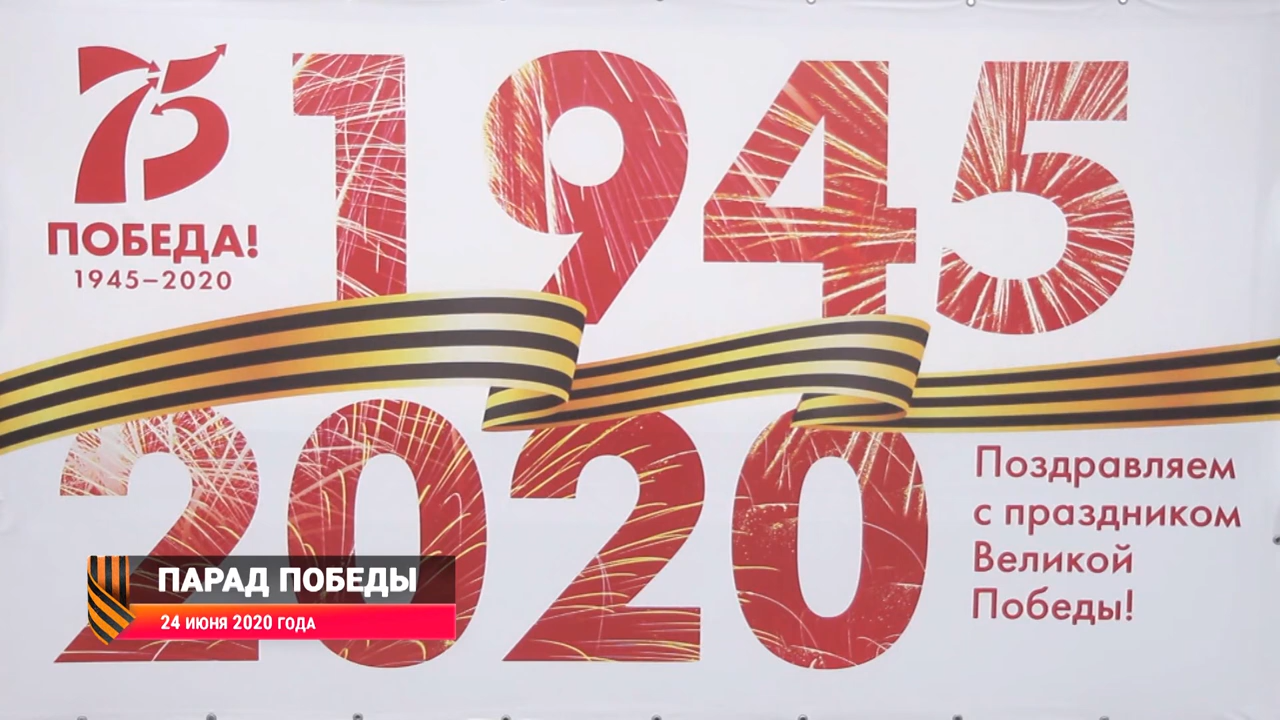 75
ПОБЕДА!
1945–2020
1945
2020
Поздравляем
с праздником
Великой
Победы!
ПАРАД ПОБЕДЫ
24 ИЮНЯ 2020 ГОДА